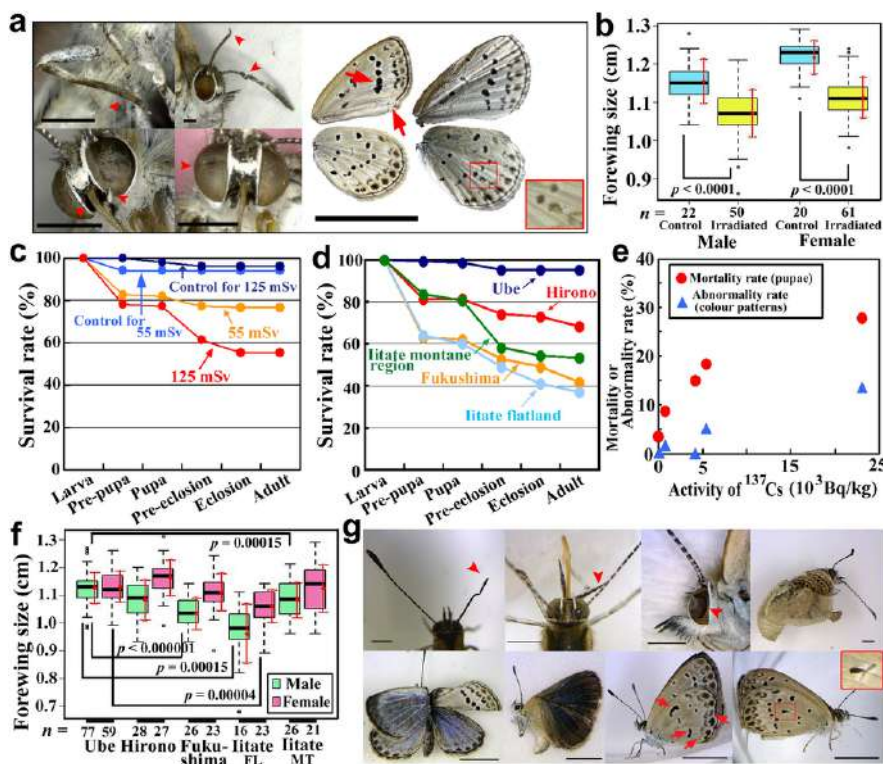 a
b
Forewing size (cm)
1.3
1.2
1.1
1.0
0.9
p < 0.0001
p < 0.0001
n =
22 50 20 61
Control Irradiated Control Irradiated
Male Female
c
Survival rate (%)
100
80
60
40
20
0
Control for 125 mSv
Control for
55 mSv
55 mSv
125 mSv
Larva
Pre-pupa
Pupa
Pre-eclosion
Eclosion
Adult
d
Survival rate (%)
100
80
60
40
20
0
Ube
Hirono
Iitate montane
region
Fukushima
Iitate flatland
Larva
Pre-pupa
Pupa
Pre-eclosion
Eclosion
Adult
e
Mortality or
Abnormality rate (%)
40
30
20
10
0
Mortality rate (pupae)
Abnormality rate
(colour patterns)
0 5 15 25
Activity of ¹³⁷Cs (10³Bq/kg)
f
Forewing size (cm)
1.3
1.2
1.1
1.0
0.9
0.8
0.7
p = 0.00015
p < 0.000001
p = 0.00015
p = 0.00004
Male
Female
n =
77 59 28 27 26 23 16 23 26 21
Ube Hirono Fuku-shima Iitate FL Iitate MT
g